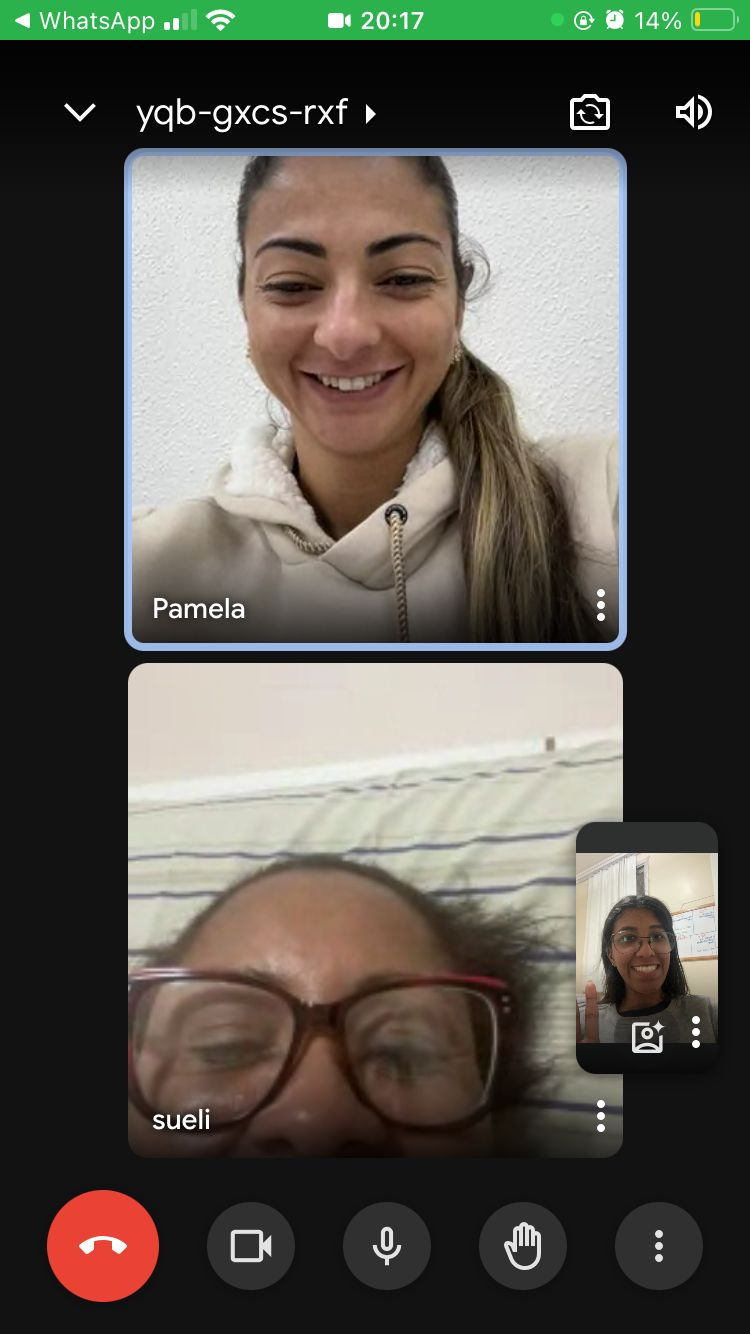 WhatsApp 20:17 14%
yqb-gxcs-rxf
Pamela
sueli